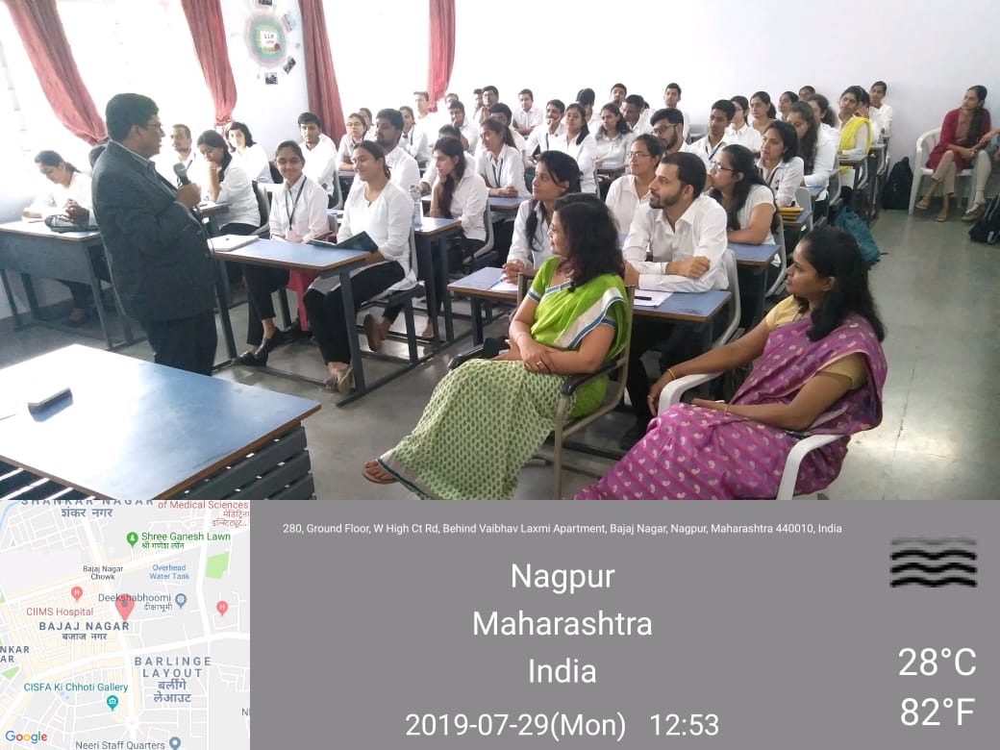 SHANKAR NAGAR
शंकर नगर
of Medical Sciences
मेडिट्रिना
इन्स्टिट्यूट...
Shree Ganesh Lawn
श्री गणेश लॉन
Bajaj Nagar
Chowk
Overhead
Water Tank
Deekshabhoomi
दीक्षाभूमी
CIIMS Hospital
BAJAJ NAGAR
बजाज नगर
NKAR
AR
BARLINGE
LAYOUT
बर्लींगे
लेआउट
CISFA Ki Chhoti Gallery
Neeri Staff Quarters
Google
280, Ground Floor, W High Ct Rd, Behind Vaibhav Laxmi Apartment, Bajaj Nagar, Nagpur, Maharashtra 440010, India
Nagpur
Maharashtra
India
2019-07-29(Mon) 12:53
28°C
82°F